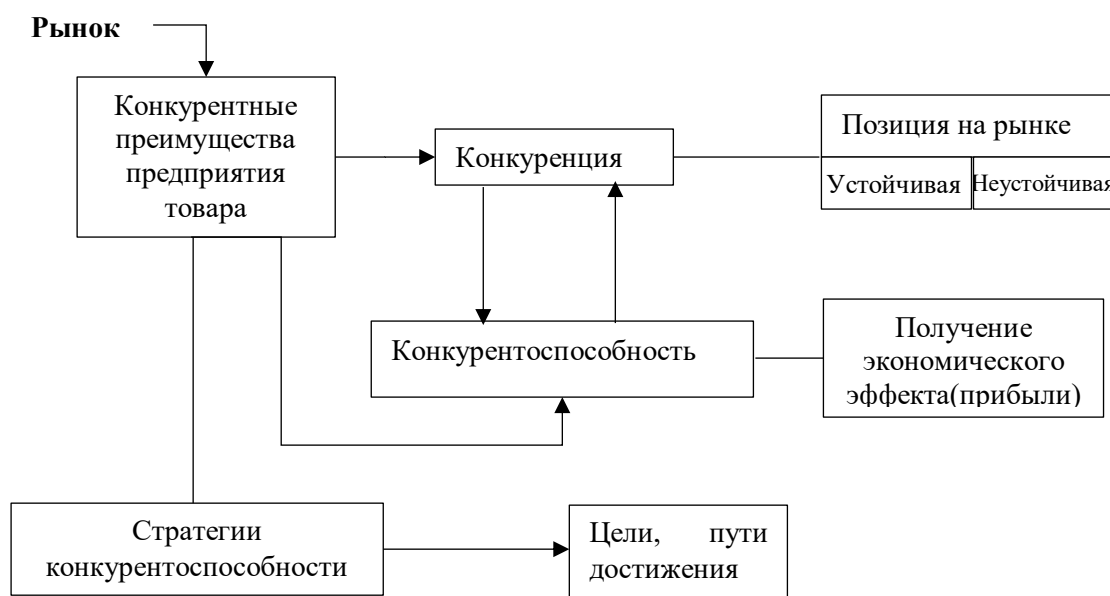 Рынок
Конкурентные
преимущества
предприятия
товара
Конкуренция
Позиция на рынке
Устойчивая Неустойчивая
Конкурентоспособность
Получение
экономического
эффекта(прибыли)
Стратегии
конкурентоспособности
Цели, пути
достижения